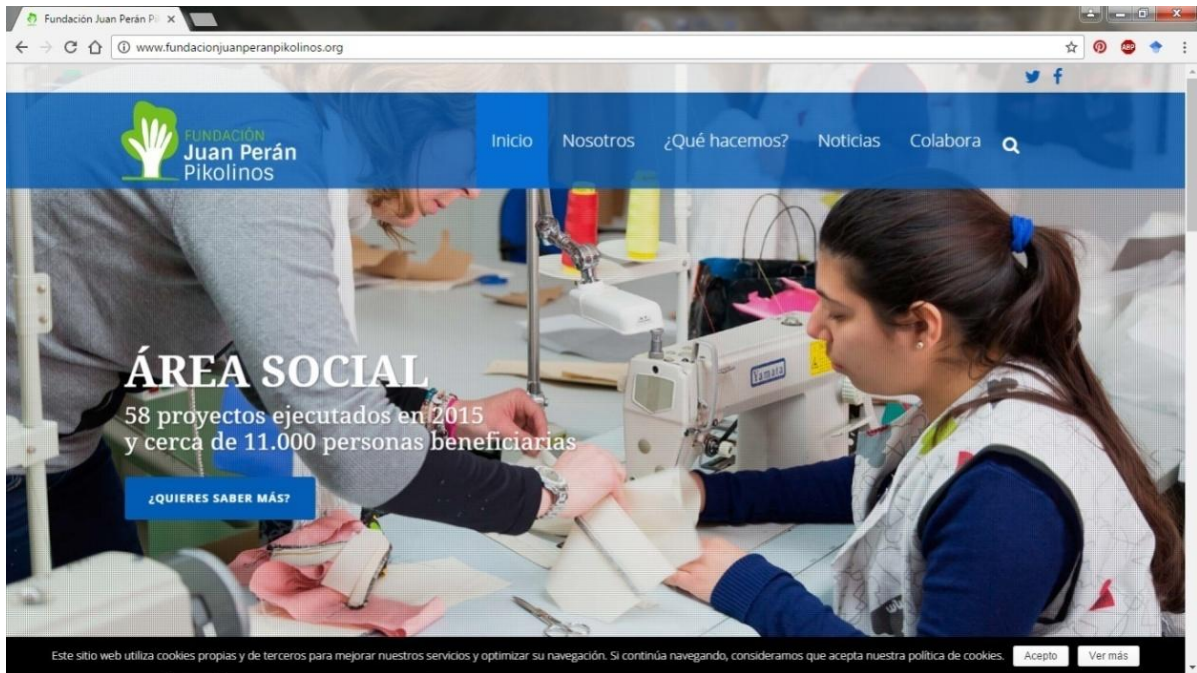 Fundación Juan Perán Pi
www.fundacionjuanperanpikolinos.org
ABP
FUNDACIÓN
Juan Perán
Pikolinos
Inicio Nosotros ¿Qué hacemos? Noticias Colabora
Yamata
ÁREA SOCIAL
58 proyectos ejecutados en 2015
y cerca de 11.000 personas beneficiarias
¿QUIERES SABER MÁS?
Este sitio web utiliza cookies propias y de terceros para mejorar nuestros servicios y optimizar su navegación. Si continúa navegando, consideramos que acepta nuestra política de cookies. Acepto Ver más